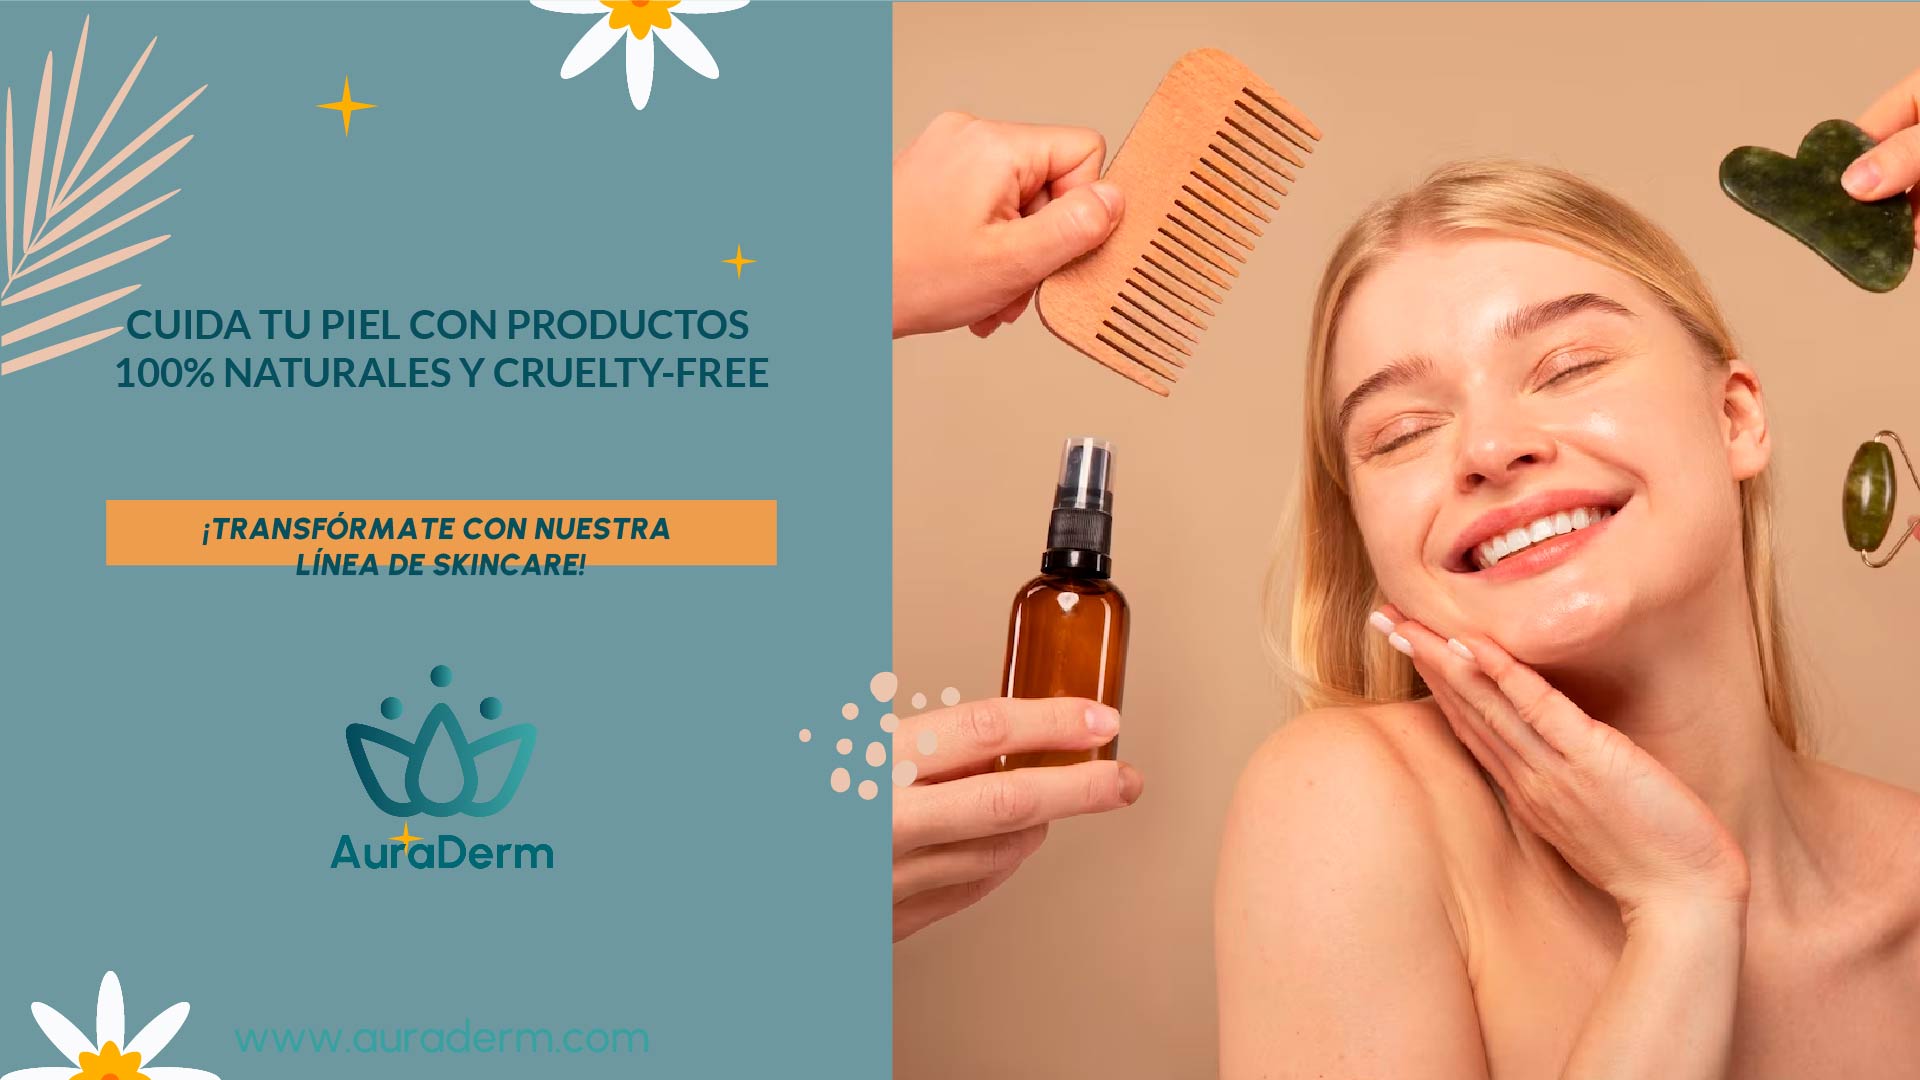 CUIDA TU PIEL CON PRODUCTOS
100% NATURALES Y CRUELTY-FREE
¡TRANSFÓRMATE CON NUESTRA
LÍNEA DE SKINCARE!
AuraDerm
www.auraderm.com